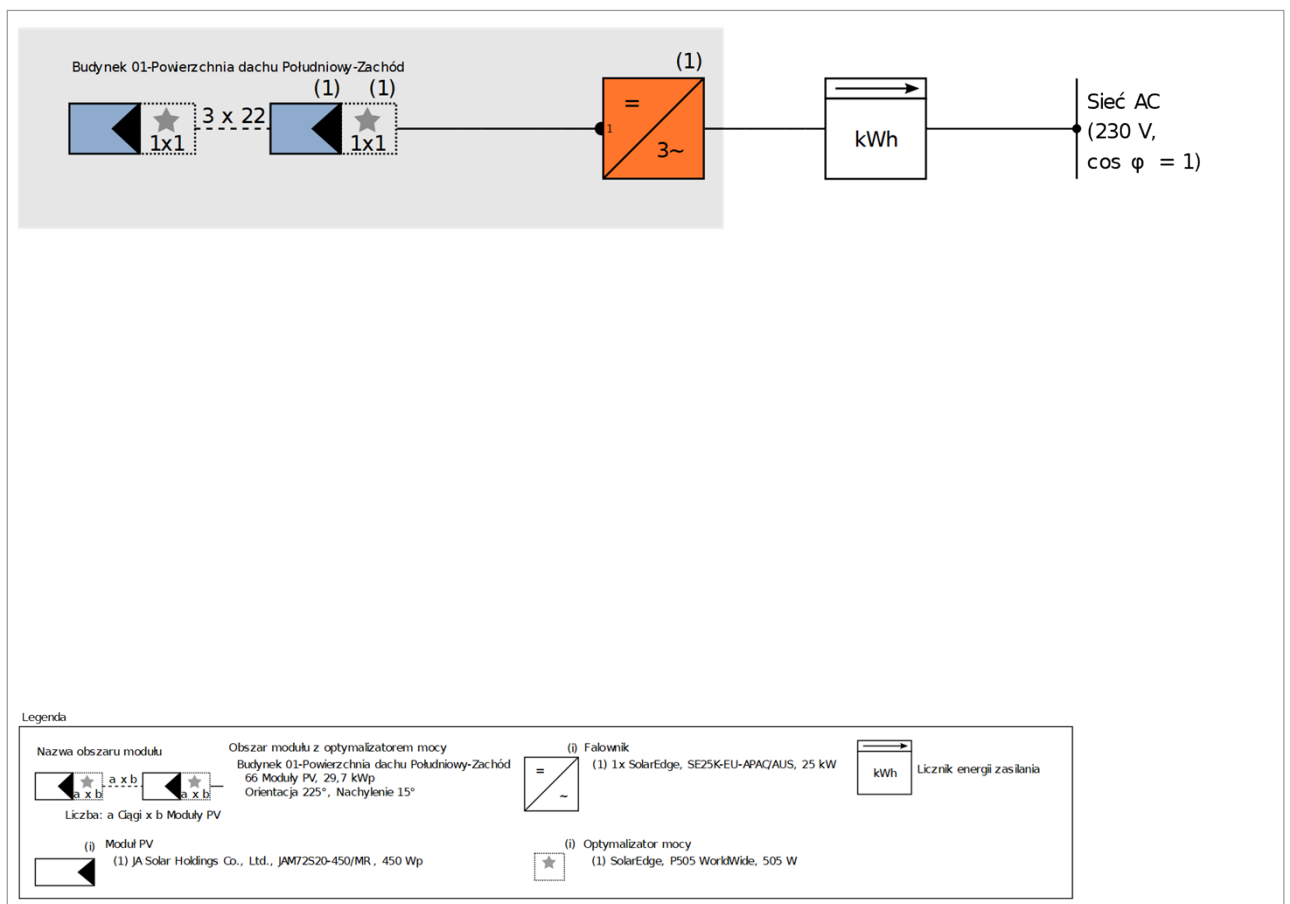 Budynek 01-Powierzchnia dachu Południowy-Zachód
(1) (1)
(1)
3 x 22
1x1
1x1
=
1
3~
kWh
Sieć AC
(230 V,
cos φ = 1)
Legenda
Nazwa obszaru modułu
a x b
a x b
a x b
Liczba: a Ciągi x b Moduły PV
Obszar modułu z optymalizatorem mocy
Budynek 01-Powierzchnia dachu Południowy-Zachód
66 Moduły PV, 29,7 kWp
Orientacja 225°, Nachylenie 15°
=
~
(i) Falownik
(1) 1x SolarEdge, SE25K-EU-APAC/AUS, 25 kW
kWh
Licznik energii zasilania
(i) Moduł PV
(1) JA Solar Holdings Co., Ltd., JAM72S20-450/MR , 450 Wp
(i) Optymalizator mocy
(1) SolarEdge, P505 WorldWide, 505 W